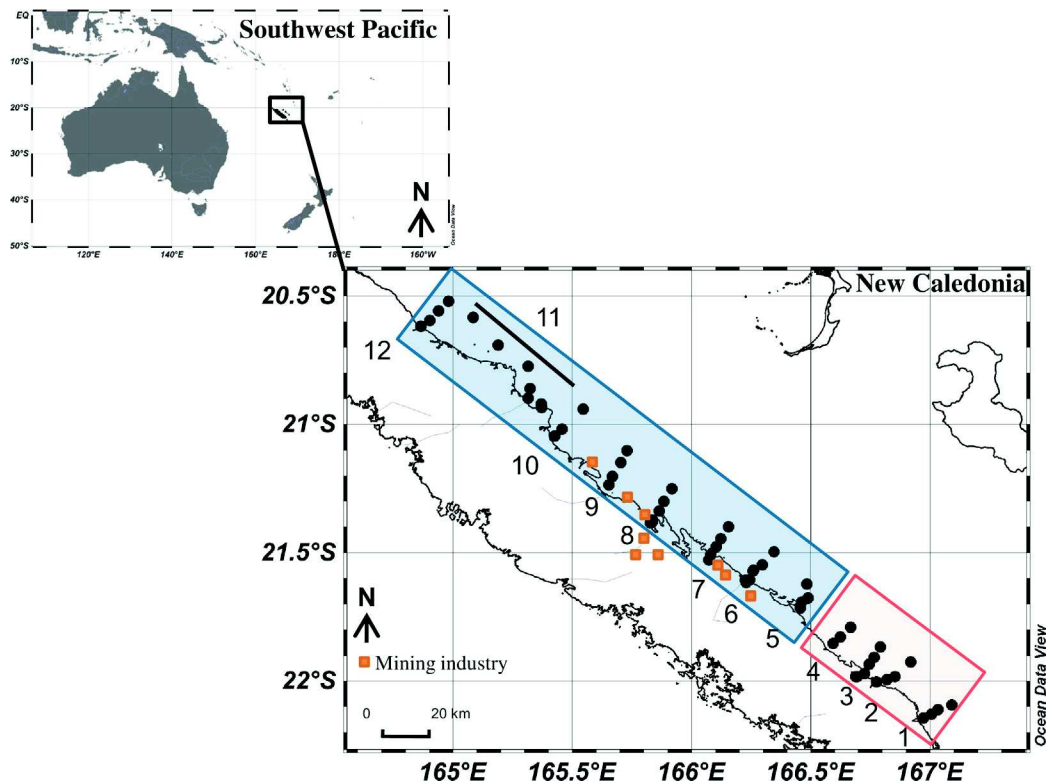 Southwest Pacific
EQ
10°S
20°S
30°S
40°S
50°S
120°E
140°E
160°E
180°E
160°W
N
Ocean Data View
New Caledonia
20.5°S
21°S
21.5°S
22°S
11
12
10
9
8
7
6
5
4
3
2
1
N
Mining industry
0 20 km
165°E
165.5°E
166°E
166.5°E
167°E
Ocean Data View